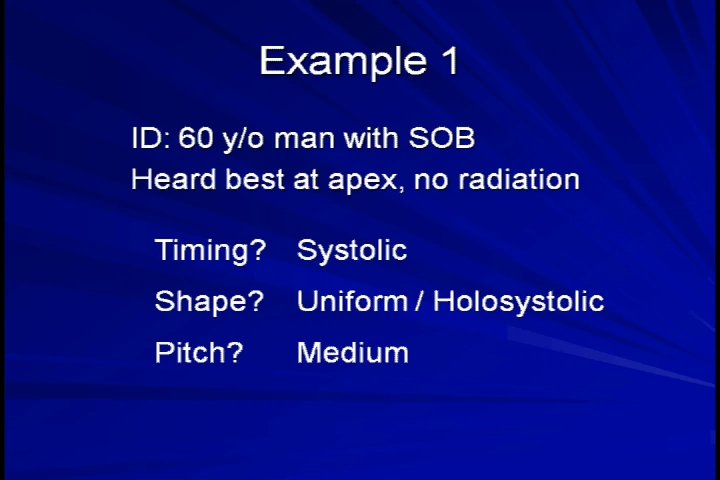 Example 1
ID: 60 y/o man with SOB
Heard best at apex, no radiation
Timing? Systolic
Shape? Uniform / Holosystolic
Pitch? Medium